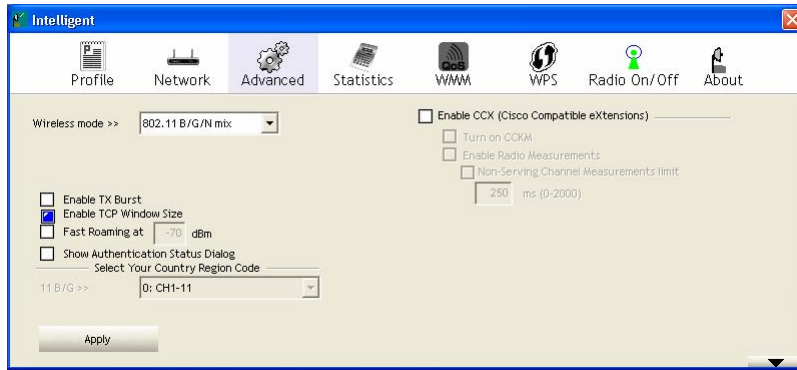 Intelligent
Profile Network Advanced Statistics QoS WMM WPS Radio On/Off About
Wireless mode >> 802.11 B/G/N mix
Enable TX Burst
Enable TCP Window Size
Fast Roaming at -70 dBm
Show Authentication Status Dialog
Select Your Country Region Code
11 B/G >> 0: CH1-11
Apply
Enable CCX (Cisco Compatible eXtensions)
Turn on CCKM
Enable Radio Measurements
Non-Serving Channel Measurements limit
250 ms (0-2000)